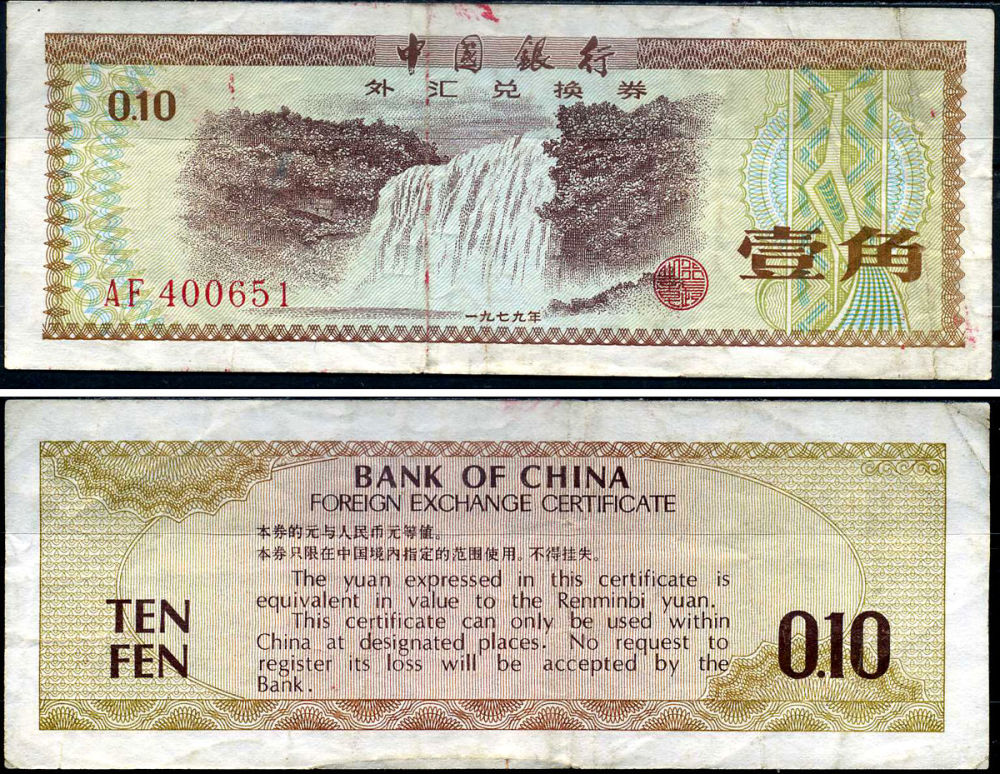 中國銀行
外汇兑换券
0.10
壹角
AF 400651
一九七九年
BANK OF CHINA
FOREIGN EXCHANGE CERTIFICATE
本券的元与人民币元等值。
本券只限在中国境内指定的范围使用。不得挂失。
The yuan expressed in this certificate is
equivalent in value to the Renminbi yuan.
This certificate can only be used within
China at designated places. No request to
register its loss will be accepted by the
Bank.
TEN
FEN
0.10